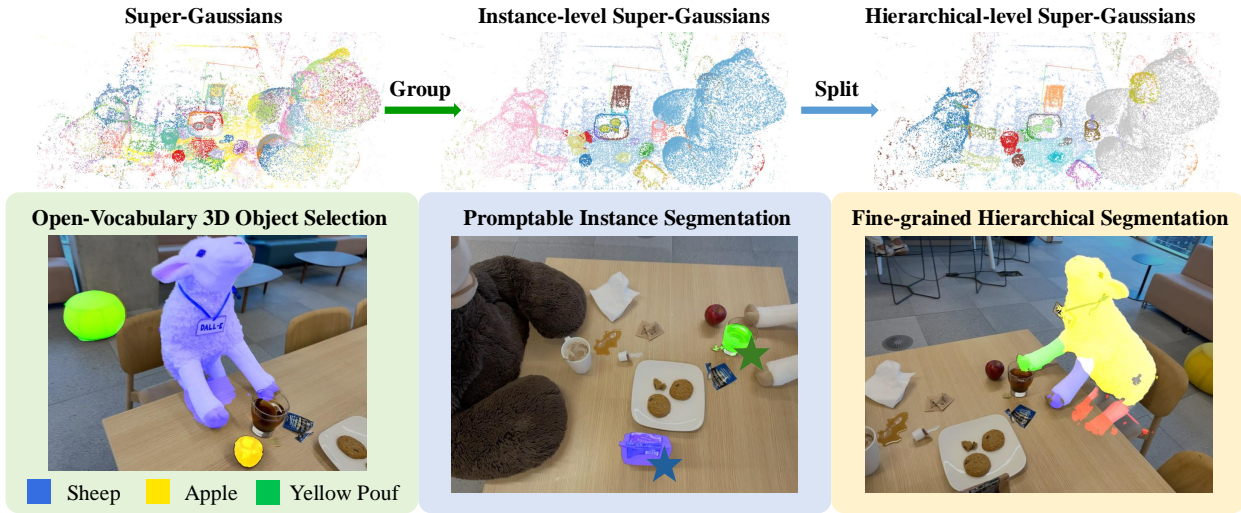 Super-Gaussians
Instance-level Super-Gaussians
Hierarchical-level Super-Gaussians
Group
Split
Open-Vocabulary 3D Object Selection
Promptable Instance Segmentation
Fine-grained Hierarchical Segmentation
DALL-E
Sheep
Apple
Yellow Pouf